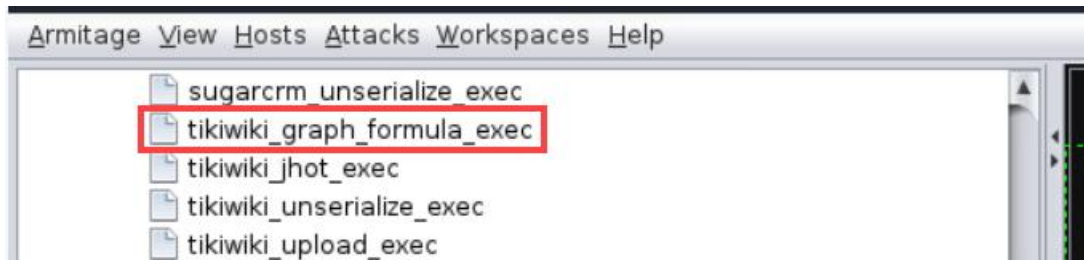 Armitage View Hosts Attacks Workspaces Help
sugarcrm_unserialize_exec
tikiwiki_graph_formula_exec
tikiwiki_jhot_exec
tikiwiki_unserialize_exec
tikiwiki_upload_exec